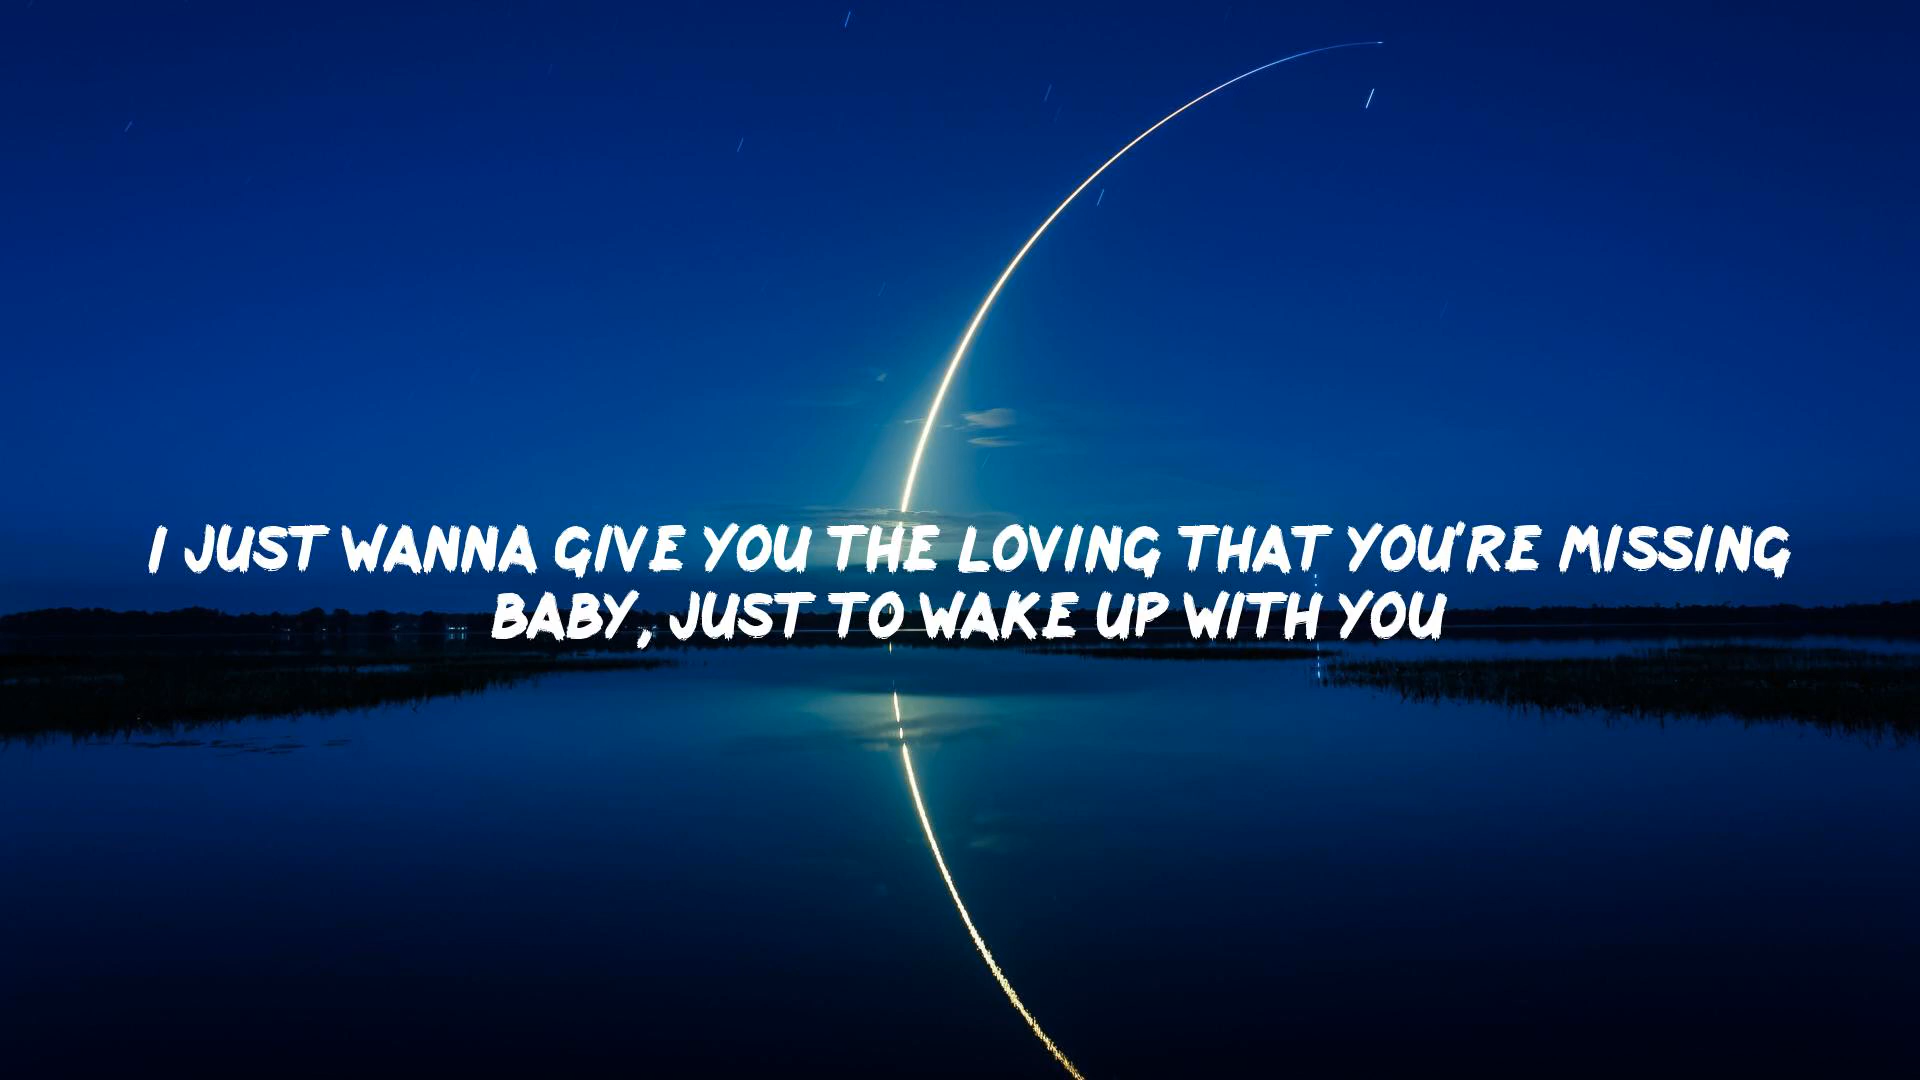 I JUST WANNA GIVE YOU THE LOVING THAT YOU'RE MISSING
BABY, JUST TO WAKE UP WITH YOU